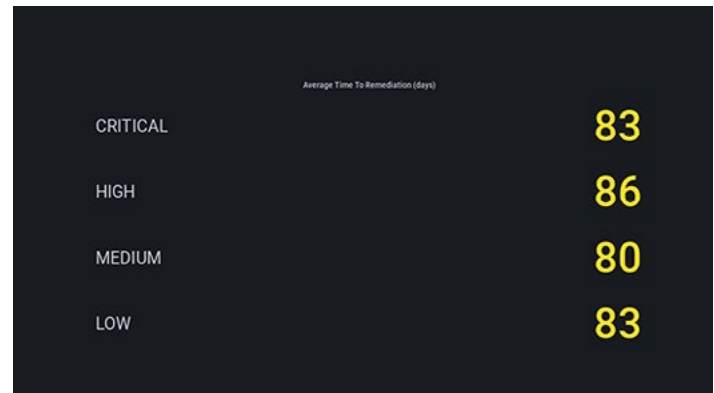 Average Time To Remediation (days)
CRITICAL 83
HIGH 86
MEDIUM 80
LOW 83